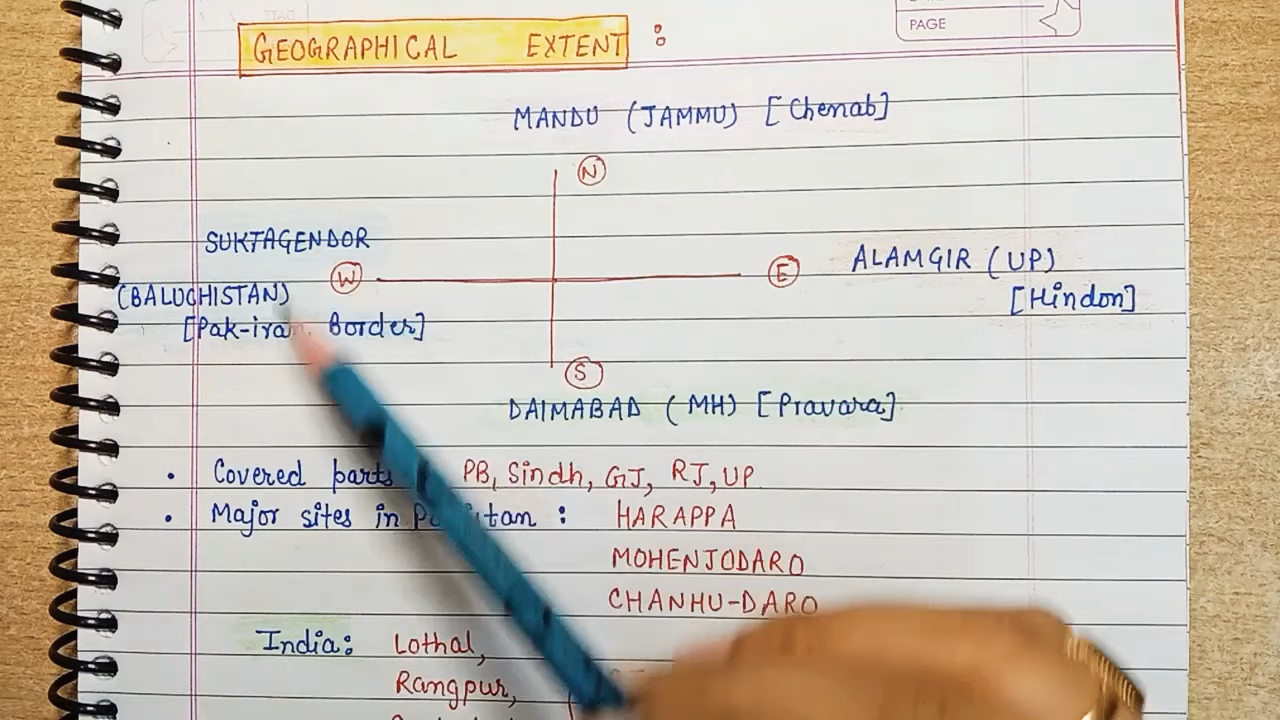 PAGE
GEOGRAPHICAL EXTENT :
MANDU (JAMMU) [Chenab]
N
SUKTAGENDOR
W
E
ALAMGIR (UP)
(BALUCHISTAN)
[Hindon]
[Pak-iran Border]
S
DAIMABAD (MH) [Pravara]
• Covered parts PB, Sindh, GJ, RJ, UP
• Major sites in : HARAPPA
MOHENJODARO
CHANHU-DARO
India: Lothal,
Rangpur,